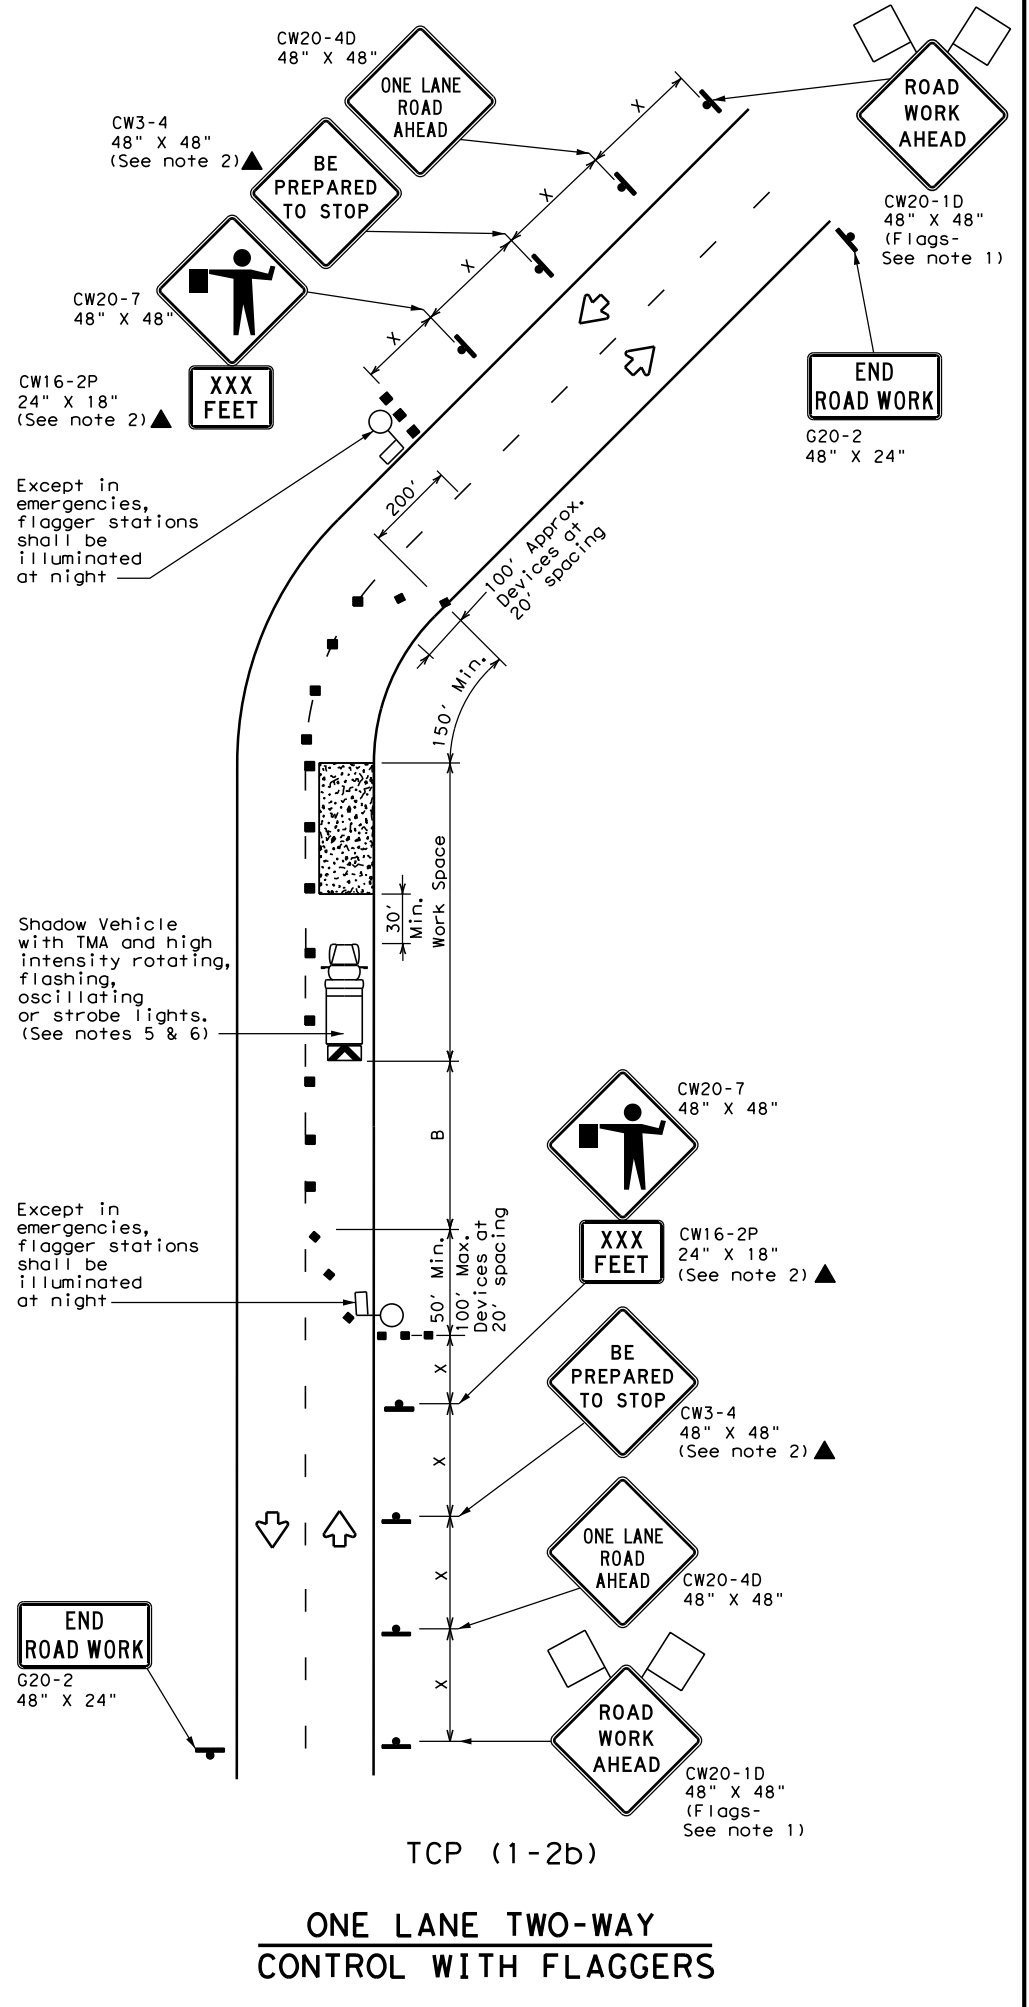 CW20-4D
48" X 48"
ONE LANE
ROAD
AHEAD
ROAD
WORK
AHEAD
CW20-1D
48" X 48"
(Flags-
See note 1)
X
CW3-4
48" X 48"
(See note 2)
BE
PREPARED
TO STOP
X
CW20-7
48" X 48"
X
X
CW16-2P
24" X 18"
(See note 2)
XXX
FEET
END
ROAD WORK
G20-2
48" X 24"
Except in
emergencies,
flagger stations
shall be
illuminated
at night
200'
100' Approx.
Devices at
20' spacing
150' Min.
Work Space
30'
Min.
Shadow Vehicle
with TMA and high
intensity rotating,
flashing,
oscillating
or strobe lights.
(See notes 5 & 6)
B
CW20-7
48" X 48"
XXX
FEET
CW16-2P
24" X 18"
(See note 2)
Except in
emergencies,
flagger stations
shall be
illuminated
at night
50' Min.
100' Max.
Devices at
20' spacing
X
BE
PREPARED
TO STOP
CW3-4
48" X 48"
(See note 2)
X
ONE LANE
ROAD
AHEAD
CW20-4D
48" X 48"
X
END
ROAD WORK
G20-2
48" X 24"
X
ROAD
WORK
AHEAD
CW20-1D
48" X 48"
(Flags-
See note 1)
TCP (1-2b)
ONE LANE TWO-WAY
CONTROL WITH FLAGGERS